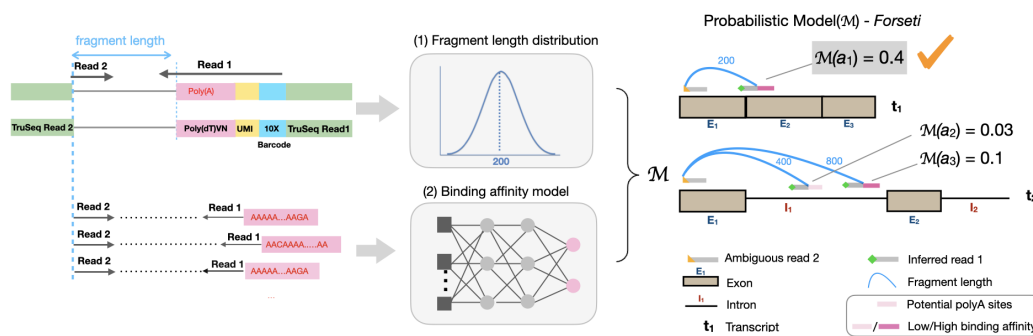 fragment length
Read 2
Read 1
Poly(A)
TruSeq Read 2
Poly(dT)VN
UMI
10X
TruSeq Read1
Barcode
Read 2
Read 1
AAAAA...AAGA
Read 2
Read 1
AACAAAA.....AA
Read 2
Read 1
AAAAA...AAGA
...
(1) Fragment length distribution
200
(2) Binding affinity model
ℳ
Probabilistic Model(ℳ) - Forseti
200
ℳ(a₁) = 0.4
t₁
E₁
E₂
E₃
ℳ(a₂) = 0.03
400
800
ℳ(a₃) = 0.1
t₂
E₁
I₁
E₂
I₂
Ambiguous read 2
Inferred read 1
E₁
Exon
Fragment length
I₁
Intron
Potential polyA sites
t₁ Transcript
/
Low/High binding affinity